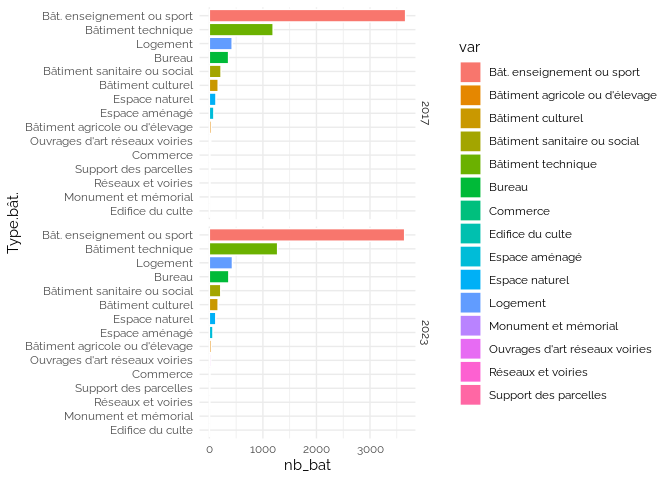 Type.bât.
Bât. enseignement ou sport
Bâtiment technique
Logement
Bureau
Bâtiment sanitaire ou social
Bâtiment culturel
Espace naturel
Espace aménagé
Bâtiment agricole ou d'élevage
Ouvrages d'art réseaux voiries
Commerce
Support des parcelles
Réseaux et voiries
Monument et mémorial
Edifice du culte
2017
Bât. enseignement ou sport
Bâtiment technique
Logement
Bureau
Bâtiment sanitaire ou social
Bâtiment culturel
Espace naturel
Espace aménagé
Bâtiment agricole ou d'élevage
Ouvrages d'art réseaux voiries
Commerce
Support des parcelles
Réseaux et voiries
Monument et mémorial
Edifice du culte
2023
0 1000 2000 3000
nb_bat
var
Bât. enseignement ou sport
Bâtiment agricole ou d'élevage
Bâtiment culturel
Bâtiment sanitaire ou social
Bâtiment technique
Bureau
Commerce
Edifice du culte
Espace aménagé
Espace naturel
Logement
Monument et mémorial
Ouvrages d'art réseaux voiries
Réseaux et voiries
Support des parcelles